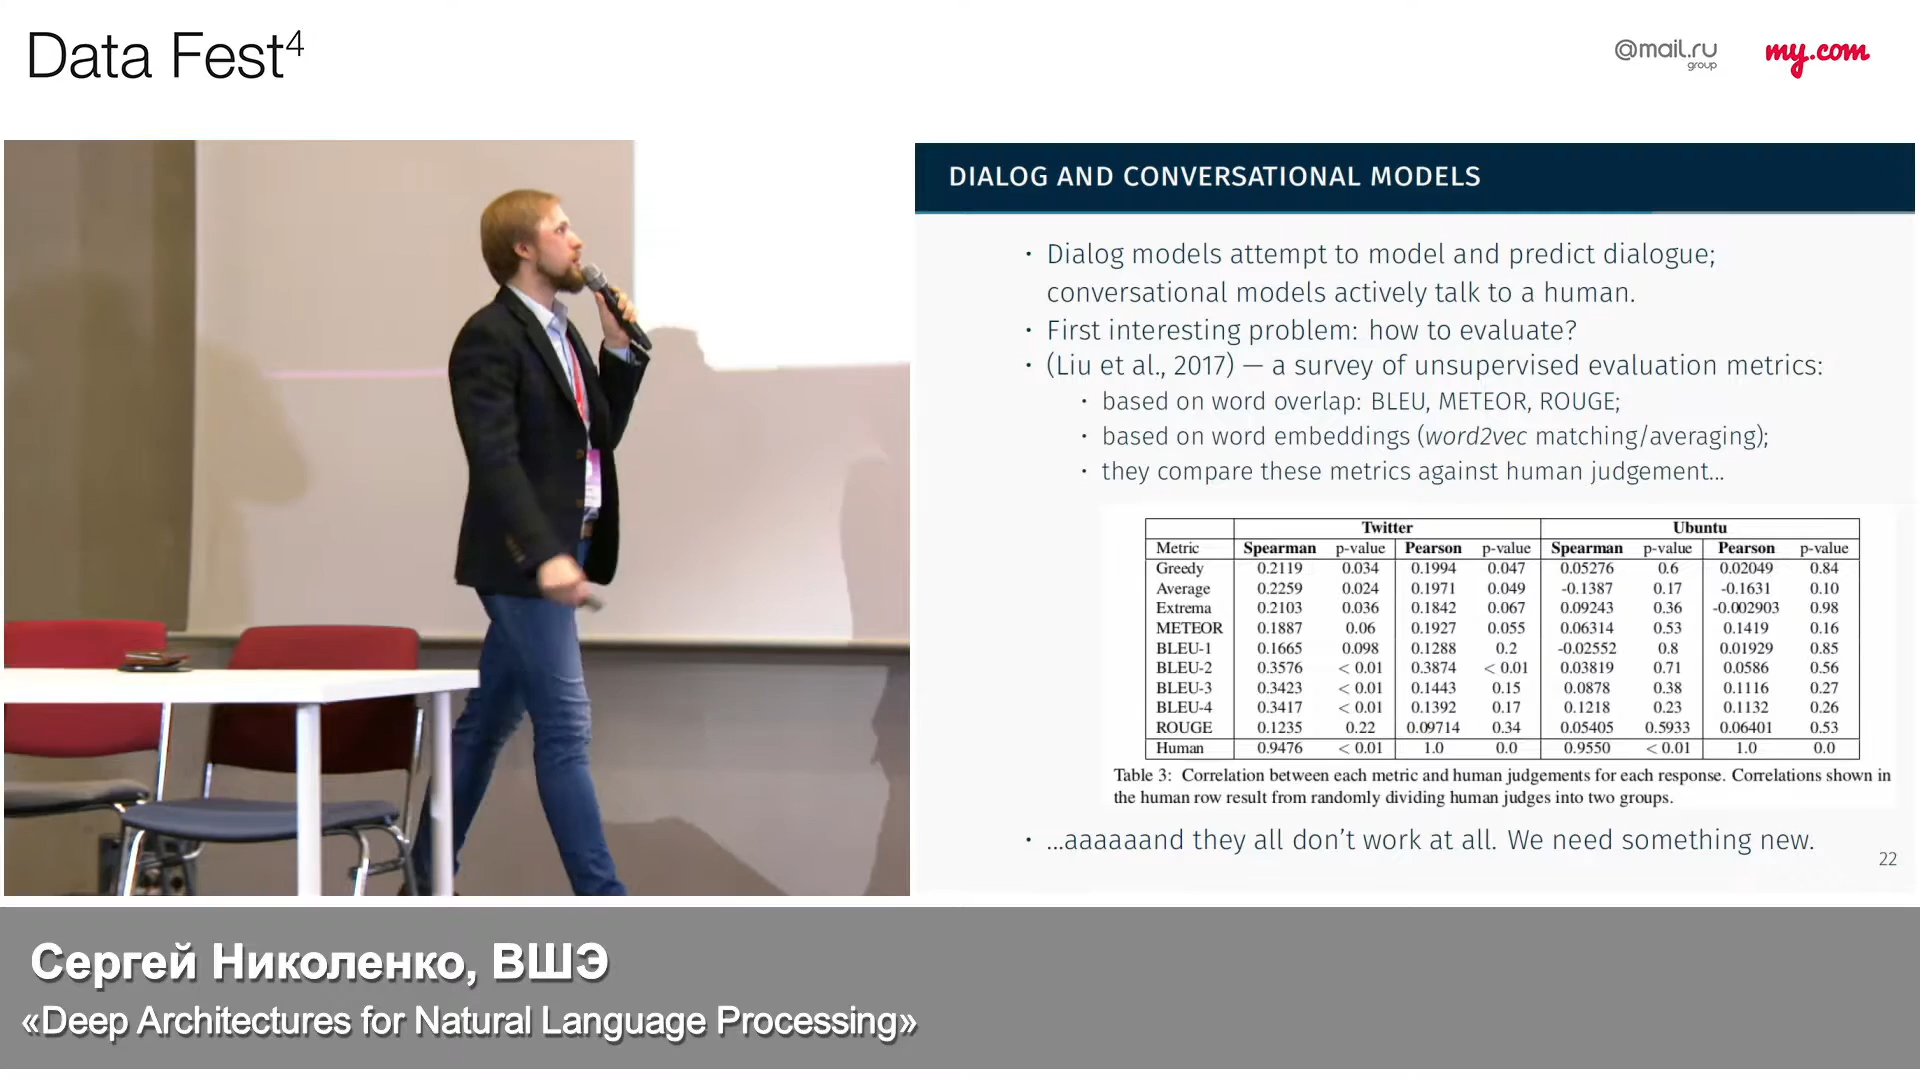 Data Fest⁴
@mail.ru
group
my.com
DIALOG AND CONVERSATIONAL MODELS
· Dialog models attempt to model and predict dialogue;
conversational models actively talk to a human.
· First interesting problem: how to evaluate?
· (Liu et al., 2017) — a survey of unsupervised evaluation metrics:
· based on word overlap: BLEU, METEOR, ROUGE;
· based on word embeddings (word2vec matching/averaging);
· they compare these metrics against human judgement...
Twitter Ubuntu
Metric Spearman p-value Pearson p-value Spearman p-value Pearson p-value
Greedy 0.2119 0.034 0.1994 0.047 0.05276 0.6 0.02049 0.84
Average 0.2259 0.024 0.1971 0.049 -0.1387 0.17 -0.1631 0.10
Extrema 0.2103 0.036 0.1842 0.067 0.09243 0.36 -0.002903 0.98
METEOR 0.1887 0.06 0.1927 0.055 0.06314 0.53 0.1419 0.16
BLEU-1 0.1665 0.098 0.1288 0.2 -0.02552 0.8 0.01929 0.85
BLEU-2 0.3576 < 0.01 0.3874 < 0.01 0.03819 0.71 0.0586 0.56
BLEU-3 0.3423 < 0.01 0.1443 0.15 0.0878 0.38 0.1116 0.27
BLEU-4 0.3417 < 0.01 0.1392 0.17 0.1218 0.23 0.1132 0.26
ROUGE 0.1235 0.22 0.09714 0.34 0.05405 0.5933 0.06401 0.53
Human 0.9476 < 0.01 1.0 0.0 0.9550 < 0.01 1.0 0.0
Table 3: Correlation between each metric and human judgements for each response. Correlations shown in
the human row result from randomly dividing human judges into two groups.
· ...aaaaaand they all don't work at all. We need something new.
22
Сергей Николенко, ВШЭ
«Deep Architectures for Natural Language Processing»